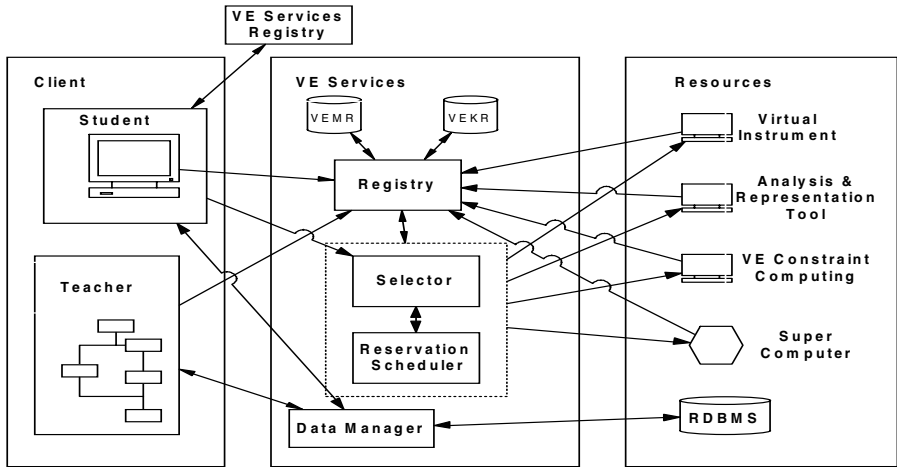 VE Services
Registry
Client
Student
Teacher
VE Services
VEMR
VEKR
Registry
Selector
Reservation
Scheduler
Data Manager
Resources
Virtual
Instrument
Analysis &
Representation
Tool
VE Constraint
Computing
Super
Computer
RDBMS